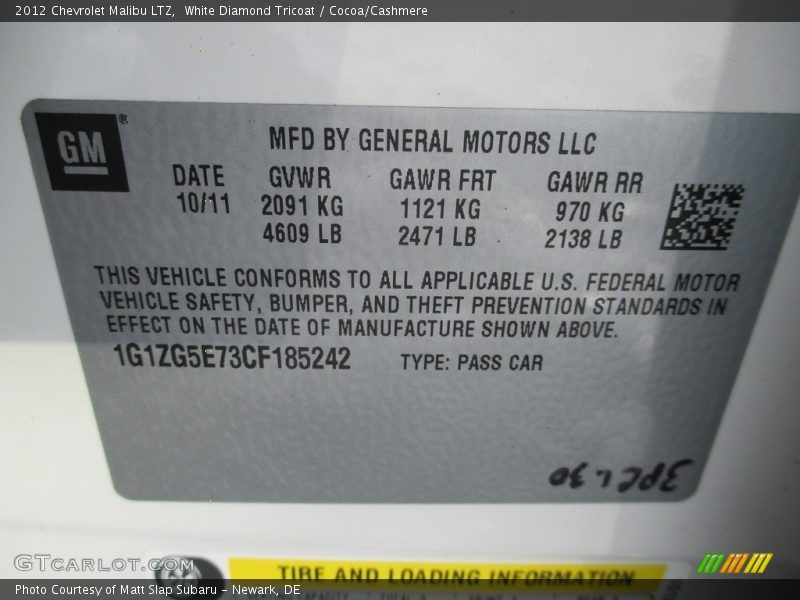 2012 Chevrolet Malibu LTZ, White Diamond Tricoat / Cocoa/Cashmere
GM
MFD BY GENERAL MOTORS LLC
DATE GVWR GAWR FRT GAWR RR
10/11 2091 KG 1121 KG 970 KG
4609 LB 2471 LB 2138 LB
THIS VEHICLE CONFORMS TO ALL APPLICABLE U.S. FEDERAL MOTOR
VEHICLE SAFETY, BUMPER, AND THEFT PREVENTION STANDARDS IN
EFFECT ON THE DATE OF MANUFACTURE SHOWN ABOVE.
1G1ZG5E73CF185242 TYPE: PASS CAR
GTcarlot.com
TIRE AND LOADING INFORMATION
Photo Courtesy of Matt Slap Subaru - Newark, DE